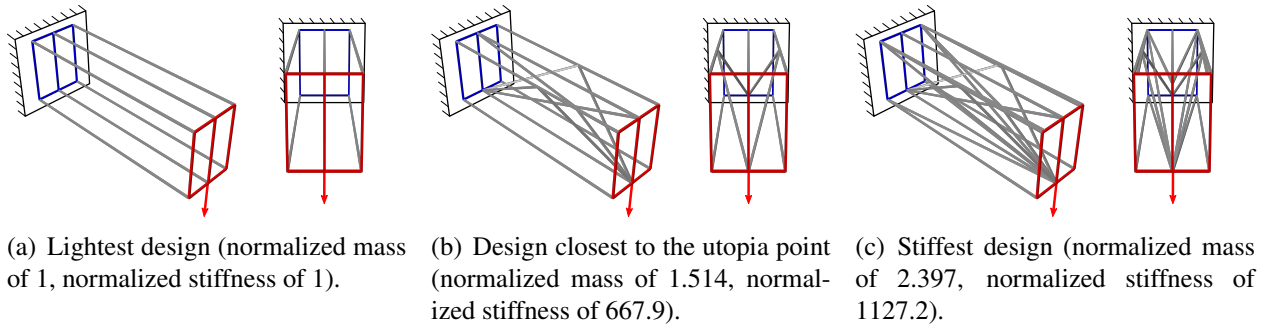 (a) Lightest design (normalized mass
of 1, normalized stiffness of 1).
(b) Design closest to the utopia point
(normalized mass of 1.514, normal-
ized stiffness of 667.9).
(c) Stiffest design (normalized mass
of 2.397, normalized stiffness of
1127.2).